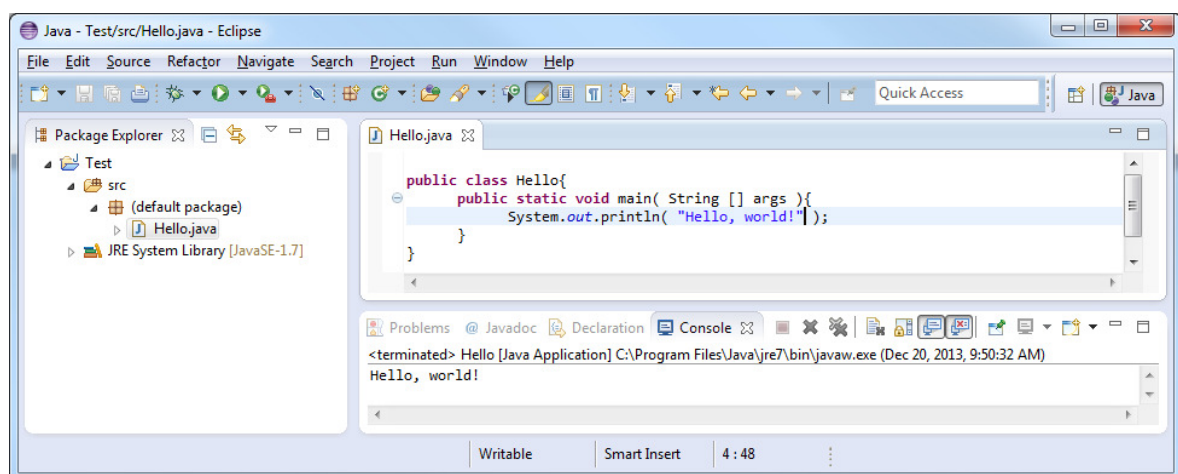 Java - Test/src/Hello.java - Eclipse
File Edit Source Refactor Navigate Search Project Run Window Help
Quick Access
Java
Package Explorer
Test
src
(default package)
Hello.java
JRE System Library [JavaSE-1.7]
Hello.java
public class Hello{
public static void main( String [] args ){
System.out.println( "Hello, world!" );
}
}
Problems @ Javadoc Declaration Console
<terminated> Hello [Java Application] C:\Program Files\Java\jre7\bin\javaw.exe (Dec 20, 2013, 9:50:32 AM)
Hello, world!
Writable Smart Insert 4 : 48